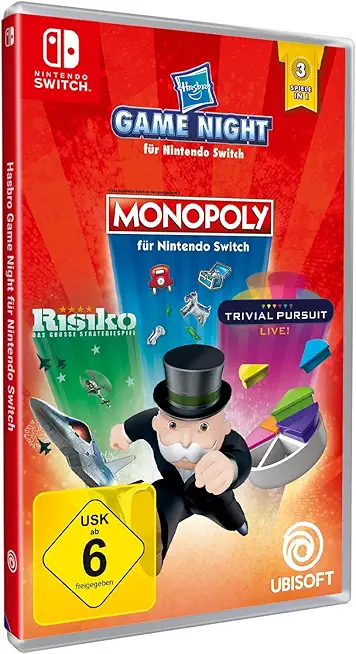 NINTENDO
SWITCH™
Hasbro
GAME NIGHT
für Nintendo Switch
3
SPIELE
IN 1
MONOPOLY
für Nintendo Switch
Risiko
DAS GROSSE STRATEGIESPIEL
TRIVIAL PURSUIT
LIVE!
Hasbro Game Night für Nintendo Switch
USK
ab
6
freigegeben
UBISOFT